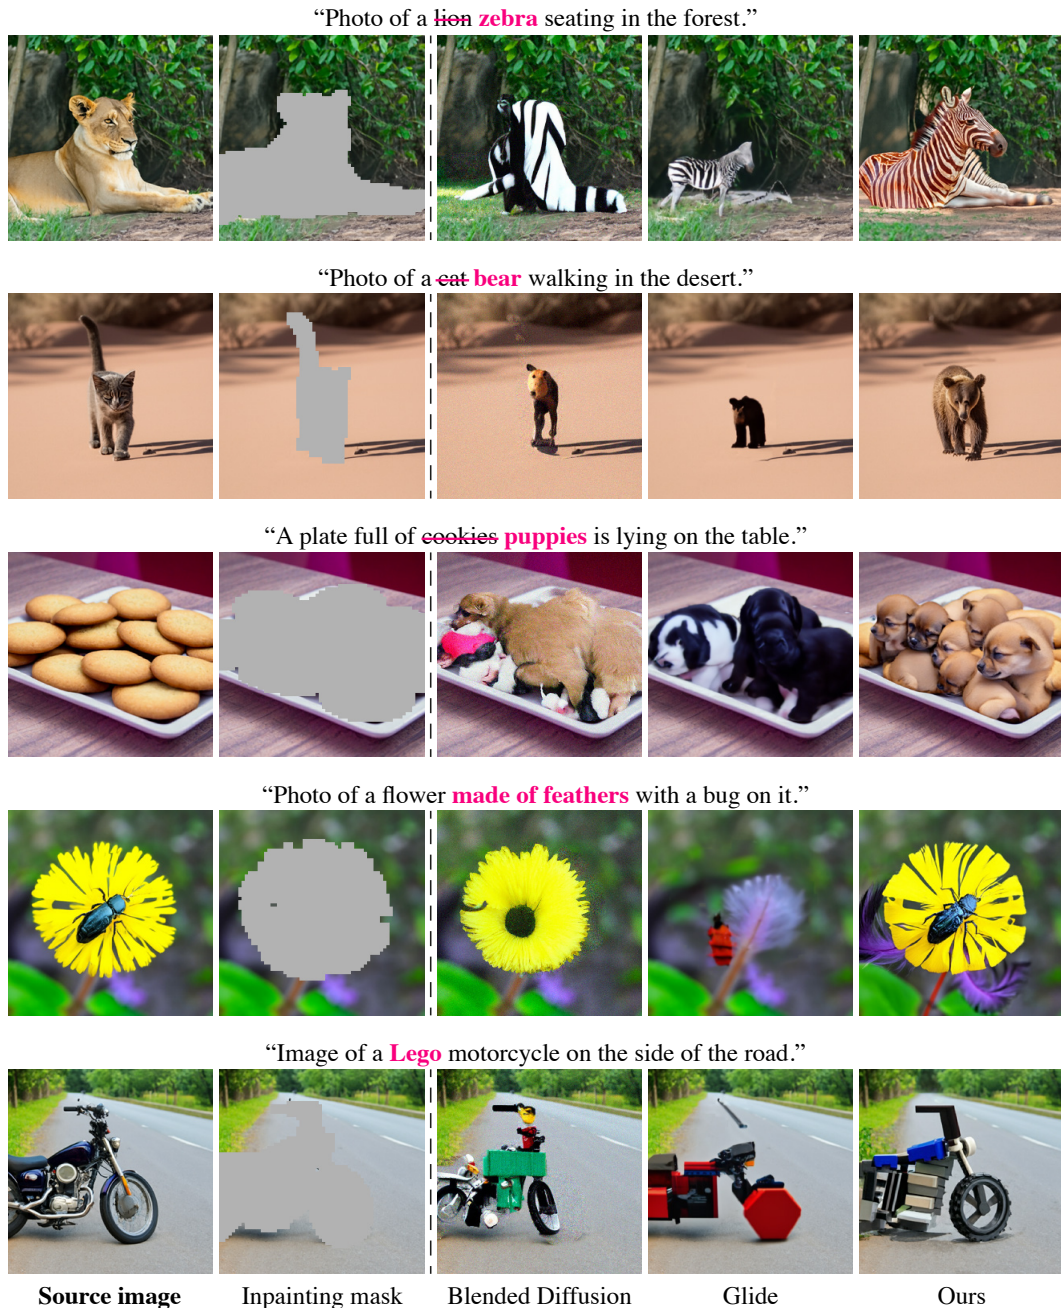 “Photo of a lion zebra seating in the forest.”
“Photo of a cat bear walking in the desert.”
“A plate full of cookies puppies is lying on the table.”
“Photo of a flower made of feathers with a bug on it.”
“Image of a Lego motorcycle on the side of the road.”
Source image Inpainting mask Blended Diffusion Glide Ours